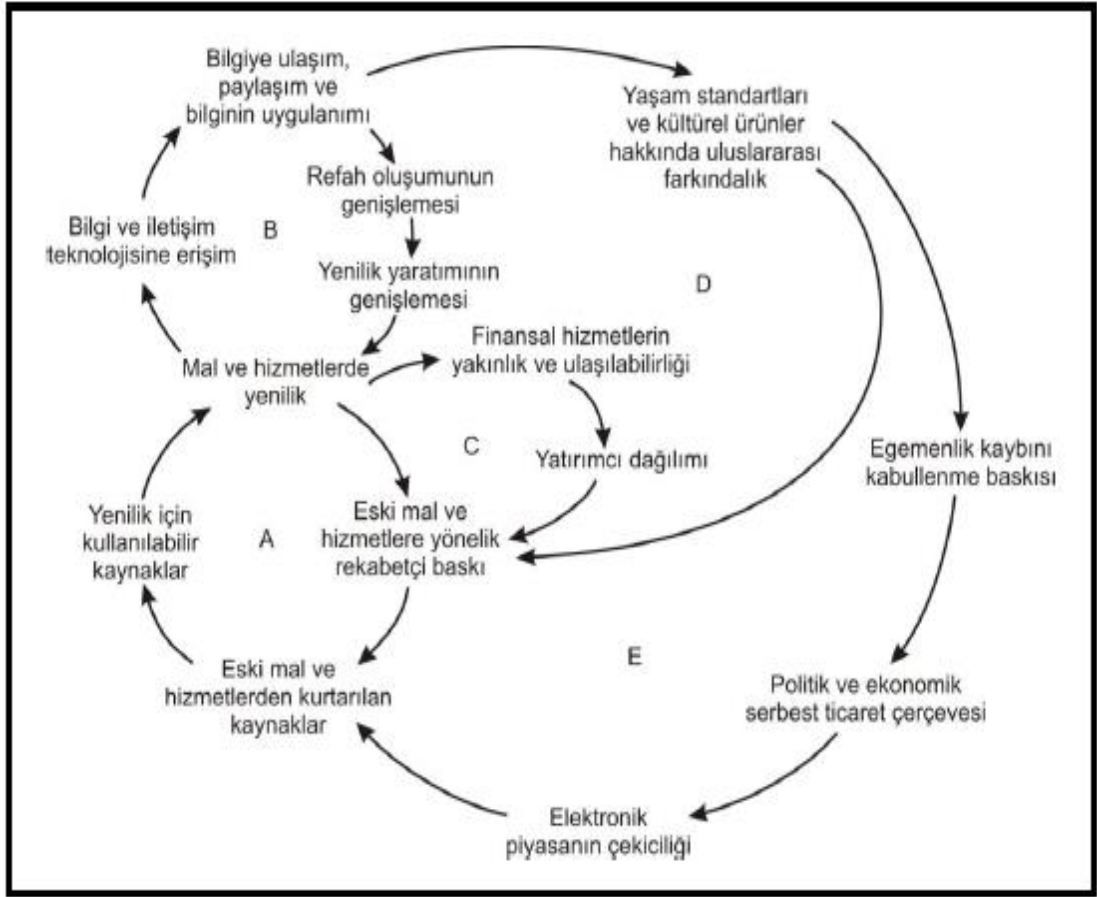 Bilgiye ulaşım,
paylaşım ve
bilginin uygulanımı
Yaşam standartları
ve kültürel ürünler
hakkında uluslararası
farkındalık
Refah oluşumunun
genişlemesi
Bilgi ve iletişim
teknolojisine erişim
B
Yenilik yaratımının
genişlemesi
D
Finansal hizmetlerin
yakınlık ve ulaşılabilirliği
Mal ve hizmetlerde
yenilik
C
Yatırımcı dağılımı
Egemenlik kaybını
kabullenme baskısı
Yenilik için
kullanılabilir
kaynaklar
A
Eski mal ve
hizmetlere yönelik
rekabetçi baskı
E
Eski mal ve
hizmetlerden kurtarılan
kaynaklar
Politik ve ekonomik
serbest ticaret çerçevesi
Elektronik
piyasanın çekiciliği